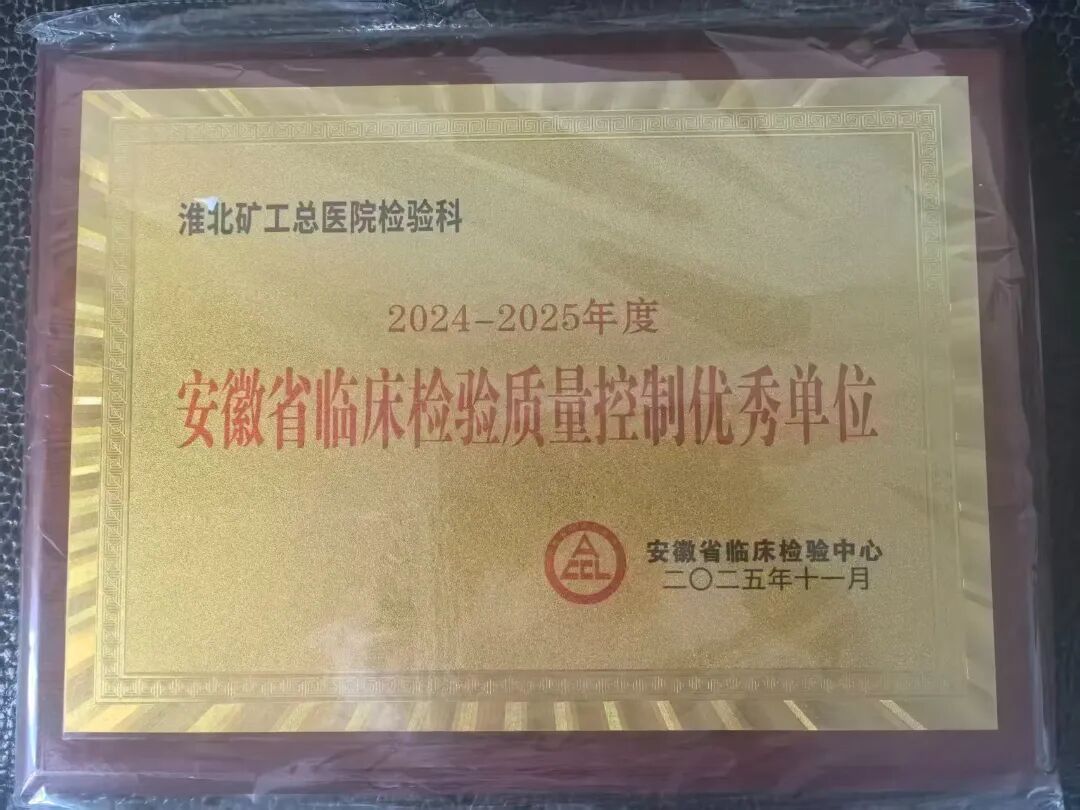 淮北矿工总医院检验科
2024-2025年度
安徽省临床检验质量控制优秀单位
安徽省临床检验中心
二〇二五年十一月